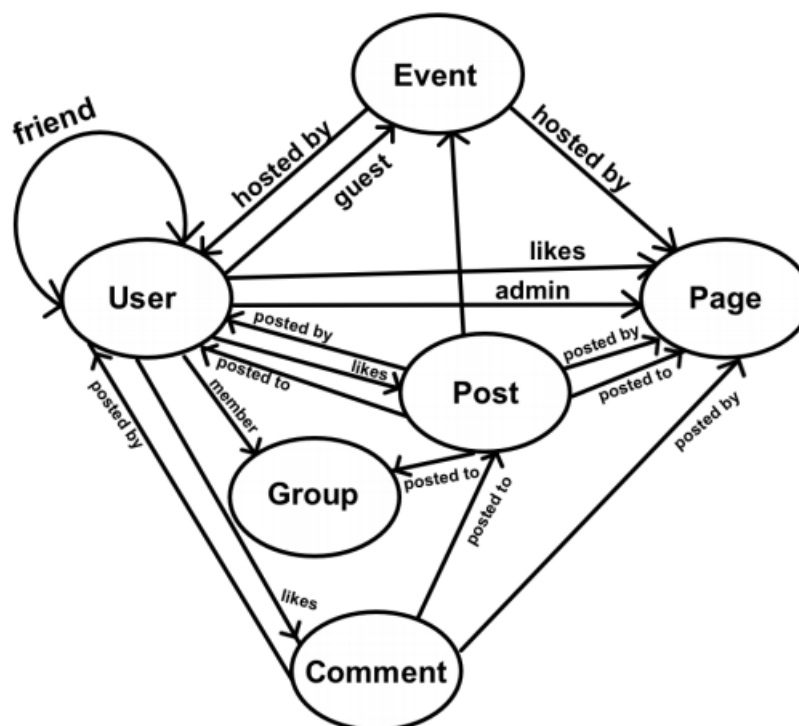 Event
friend
hosted by
hosted by
guest
likes
User
admin
Page
posted by
posted by
likes
posted to
posted to
Post
member
posted by
posted by
Group
posted to
posted to
likes
Comment